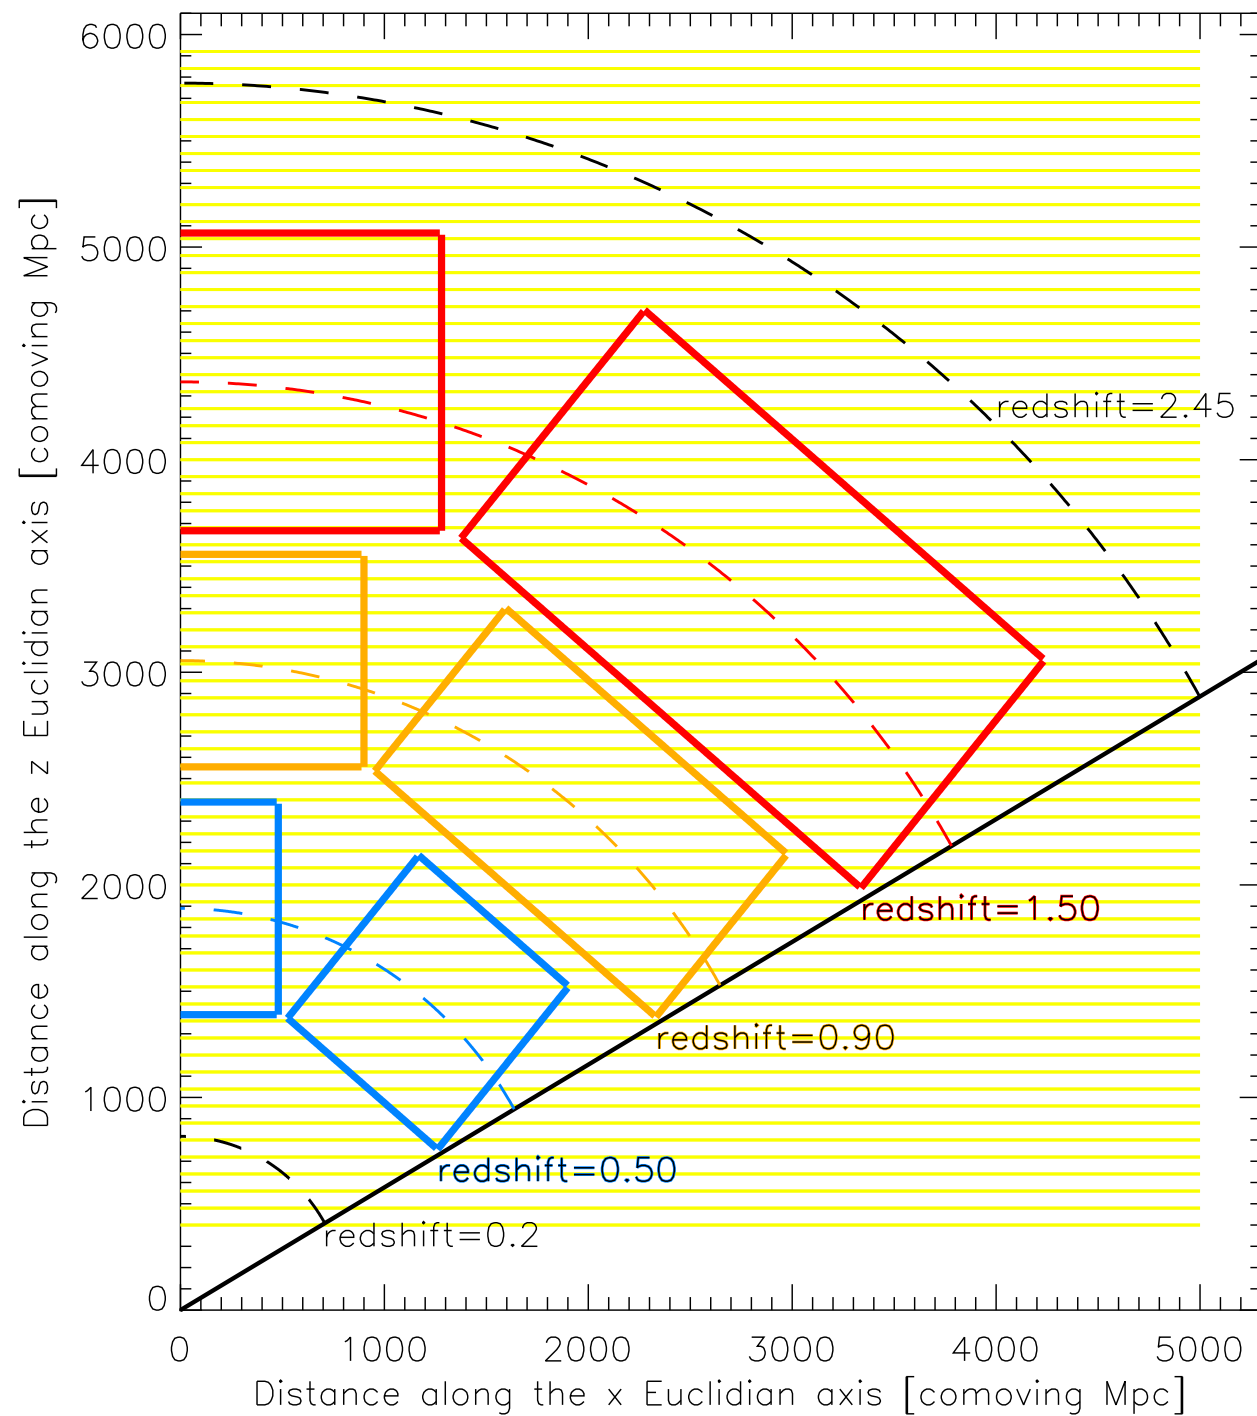 6000
5000
4000
3000
2000
1000
0
Distance along the z Euclidian axis [comoving Mpc]
redshift=2.45
redshift=1.50
redshift=0.90
redshift=0.50
redshift=0.2
0 1000 2000 3000 4000 5000
Distance along the x Euclidian axis [comoving Mpc]